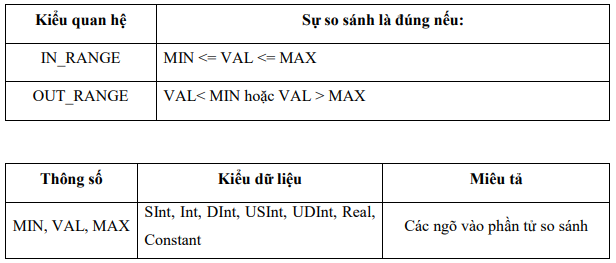 Kiểu quan hệ Sự so sánh là đúng nếu:
IN_RANGE MIN <= VAL <= MAX
OUT_RANGE VAL< MIN hoặc VAL > MAX
Thông số Kiểu dữ liệu Miêu tả
MIN, VAL, MAX SInt, Int, DInt, USInt, UDInt, Real, Các ngõ vào phần tử so sánh
Constant